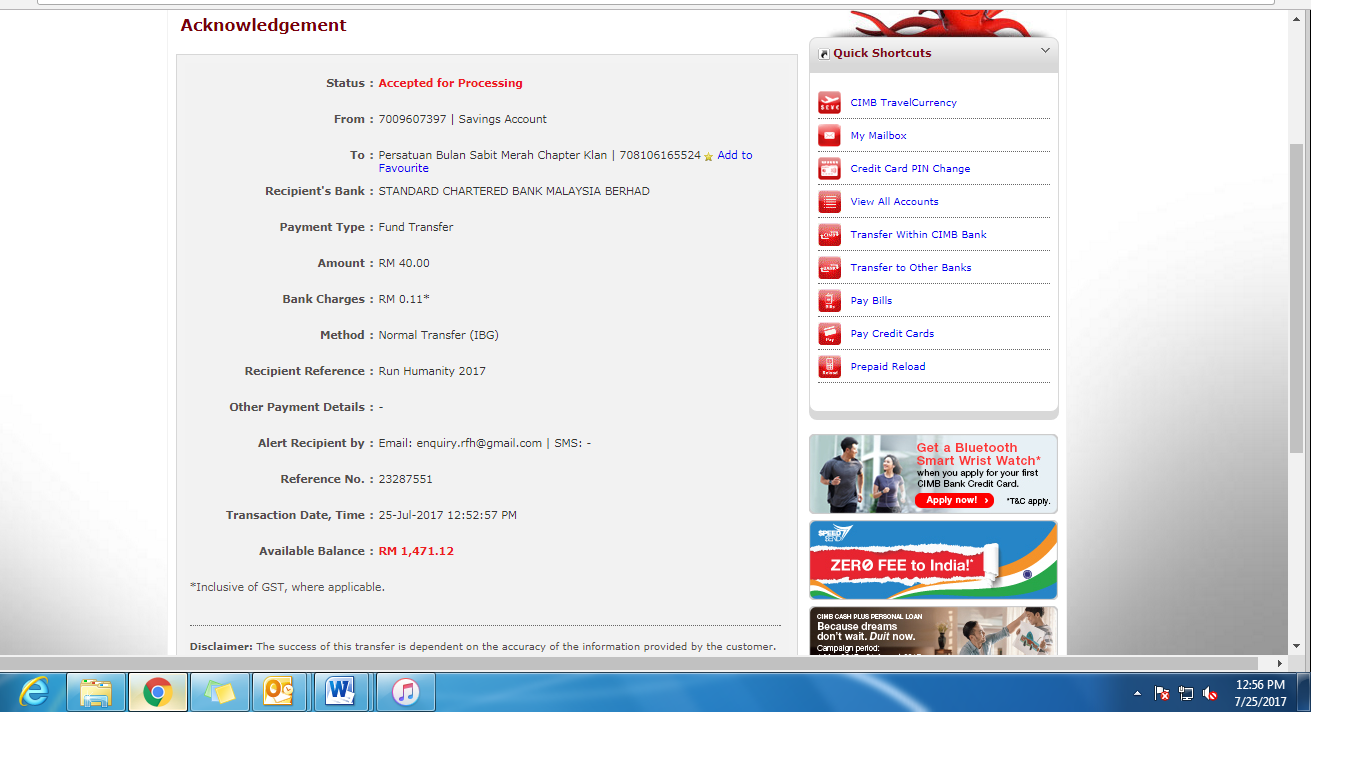 Acknowledgement
Status : Accepted for Processing
From : 7009607397 | Savings Account
To : Persatuan Bulan Sabit Merah Chapter Klan | 708106165524 Add to
Favourite
Recipient's Bank : STANDARD CHARTERED BANK MALAYSIA BERHAD
Payment Type : Fund Transfer
Amount : RM 40.00
Bank Charges : RM 0.11*
Method : Normal Transfer (IBG)
Recipient Reference : Run Humanity 2017
Other Payment Details : -
Alert Recipient by : Email: enquiry.rfh@gmail.com | SMS: -
Reference No. : 23287551
Transaction Date, Time : 25-Jul-2017 12:52:57 PM
Available Balance : RM 1,471.12
*Inclusive of GST, where applicable.
Disclaimer: The success of this transfer is dependent on the accuracy of the information provided by the customer.
Quick Shortcuts
CIMB TravelCurrency
My Mailbox
Credit Card PIN Change
View All Accounts
Transfer Within CIMB Bank
Transfer to Other Banks
Pay Bills
Pay Credit Cards
Prepaid Reload
Get a Bluetooth
Smart Wrist Watch*
when you apply for your first
CIMB Bank Credit Card.
Apply now! *T&C apply.
SPEED
SEND
ZERO FEE to India!*
CIMB CASH PLUS PERSONAL LOAN
Because dreams
don't wait. Duit now.
Campaign period:
12:56 PM
7/25/2017